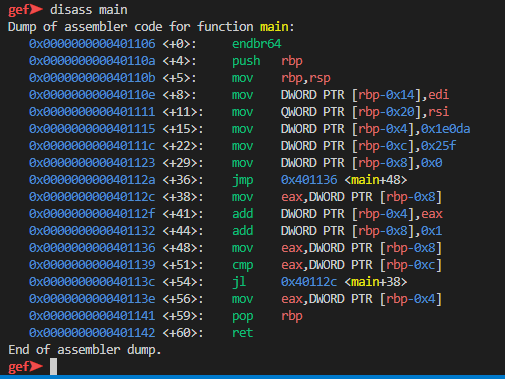 gef➤ disass main
Dump of assembler code for function main:
   0x0000000000401106 <+0>:     endbr64
   0x000000000040110a <+4>:     push   rbp
   0x000000000040110b <+5>:     mov    rbp,rsp
   0x000000000040110e <+8>:     mov    DWORD PTR [rbp-0x14],edi
   0x0000000000401111 <+11>:    mov    QWORD PTR [rbp-0x20],rsi
   0x0000000000401115 <+15>:    mov    DWORD PTR [rbp-0x4],0x1e0da
   0x000000000040111c <+22>:    mov    DWORD PTR [rbp-0xc],0x25f
   0x0000000000401123 <+29>:    mov    DWORD PTR [rbp-0x8],0x0
   0x000000000040112a <+36>:    jmp    0x401136 <main+48>
   0x000000000040112c <+38>:    mov    eax,DWORD PTR [rbp-0x8]
   0x000000000040112f <+41>:    add    DWORD PTR [rbp-0x4],eax
   0x0000000000401132 <+44>:    add    DWORD PTR [rbp-0x8],0x1
   0x0000000000401136 <+48>:    mov    eax,DWORD PTR [rbp-0x8]
   0x0000000000401139 <+51>:    cmp    eax,DWORD PTR [rbp-0xc]
   0x000000000040113c <+54>:    jl     0x40112c <main+38>
   0x000000000040113e <+56>:    mov    eax,DWORD PTR [rbp-0x4]
   0x0000000000401141 <+59>:    pop    rbp
   0x0000000000401142 <+60>:    ret
End of assembler dump.
gef➤